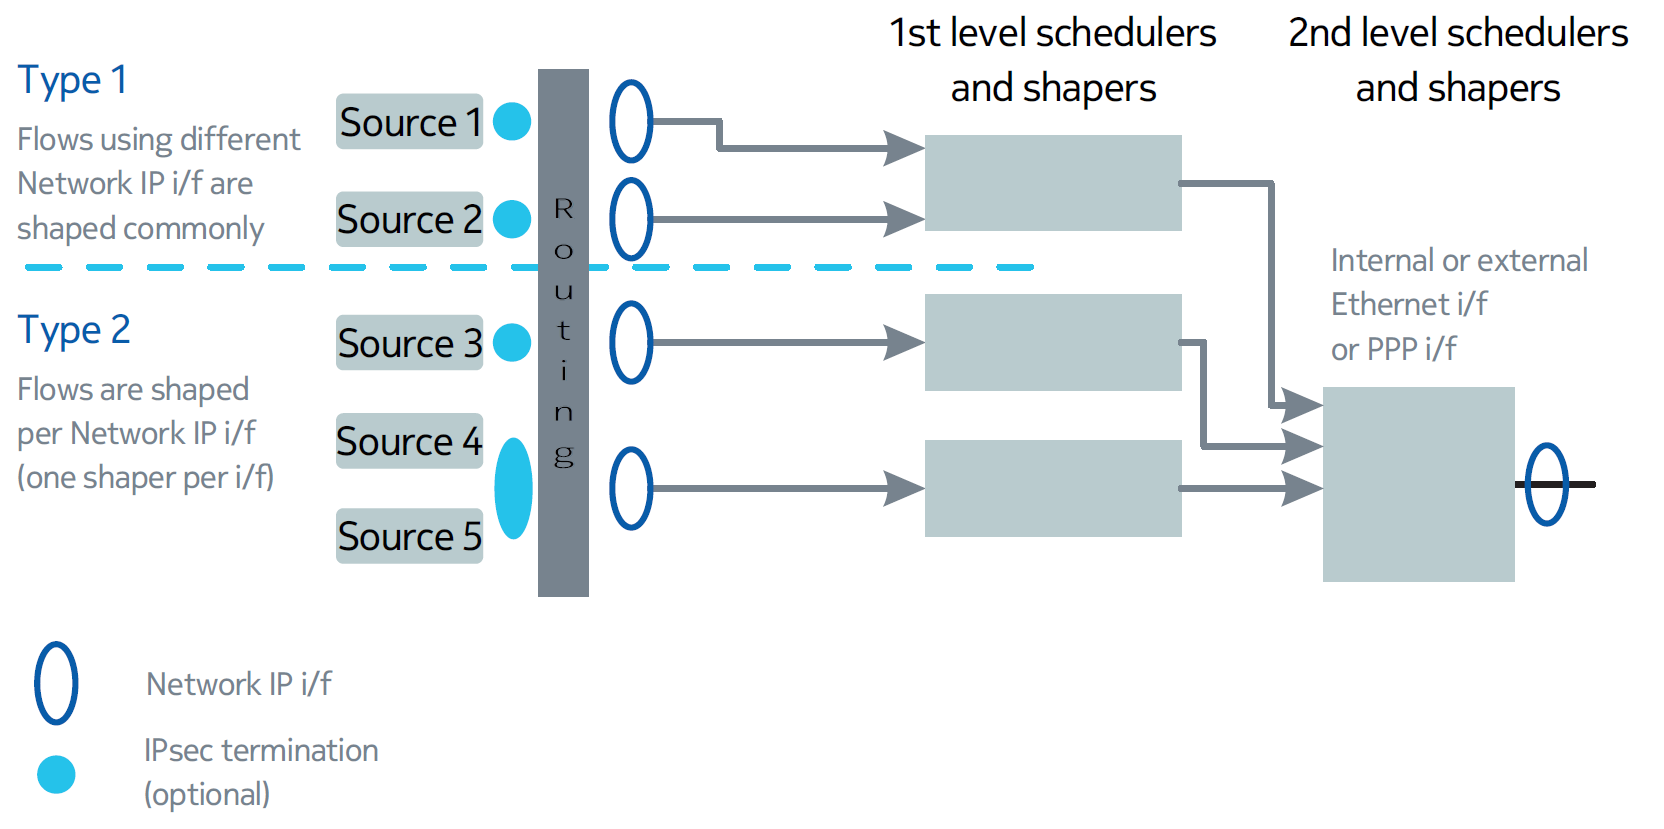 1st level schedulers
and shapers
2nd level schedulers
and shapers
Type 1
Flows using different
Network IP i/f are
shaped commonly
Source 1
Source 2
Routing
Type 2
Flows are shaped
per Network IP i/f
(one shaper per i/f)
Source 3
Source 4
Source 5
Internal or external
Ethernet i/f
or PPP i/f
Network IP i/f
IPsec termination
(optional)